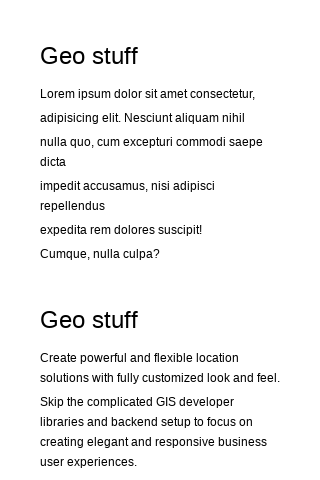 Geo stuff
Lorem ipsum dolor sit amet consectetur,
adipisicing elit. Nesciunt aliquam nihil
nulla quo, cum excepturi commodi saepe
dicta
impedit accusamus, nisi adipisci
repellendus
expedita rem dolores suscipit!
Cumque, nulla culpa?
Geo stuff
Create powerful and flexible location
solutions with fully customized look and feel.
Skip the complicated GIS developer
libraries and backend setup to focus on
creating elegant and responsive business
user experiences.